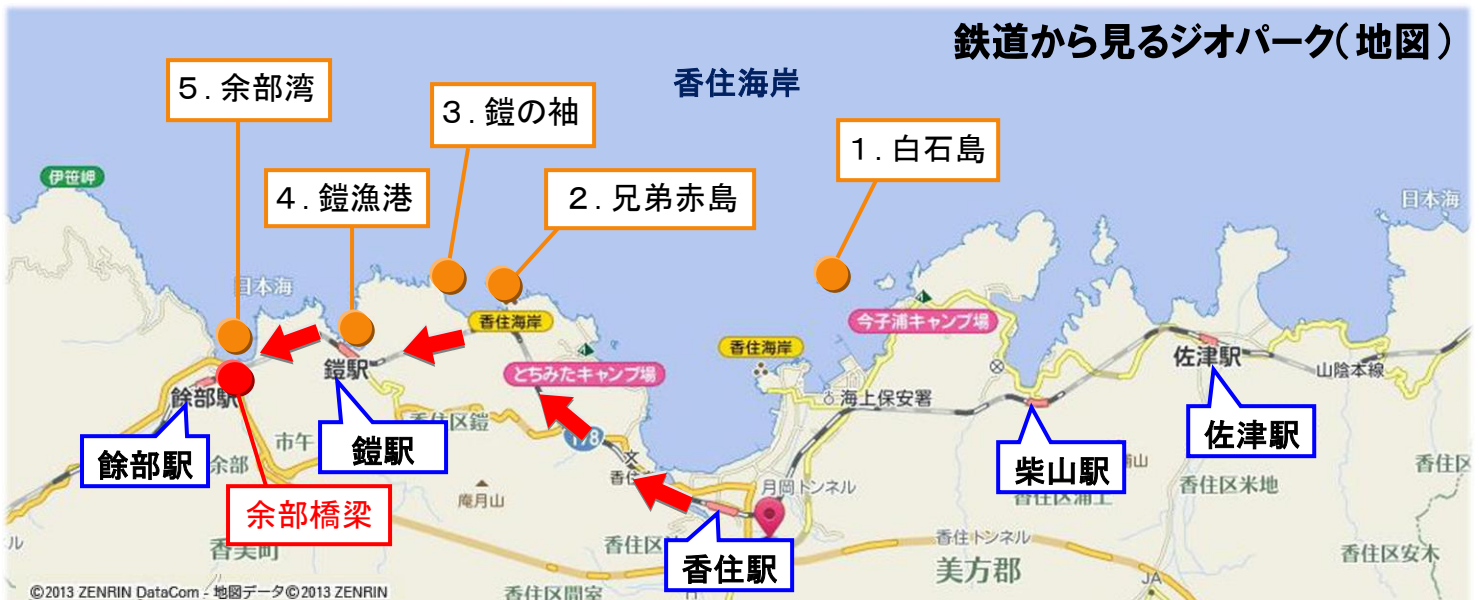 鉄道から見るジオパーク(地図)
香住海岸
5.余部湾
3.鎧の袖
1.白石島
4.鎧漁港
2.兄弟赤島
伊笹岬
日本海
日本海
香住海岸
今子浦キャンプ場
香住海岸
とちみたキャンプ場
鎧駅
佐津駅
山陰本線
餘部駅
海上保安署
香住区鎧
178
市午
余部
餘部駅
鎧駅
柴山駅
佐津駅
香住区
庵月山
月岡トンネル
香住区浦上
香住区米地
余部橋梁
香美町
香住駅
香住トンネル
美方郡
香住区安木
JA
香住区間室
©2013 ZENRIN DataCom - 地図データ©2013 ZENRIN